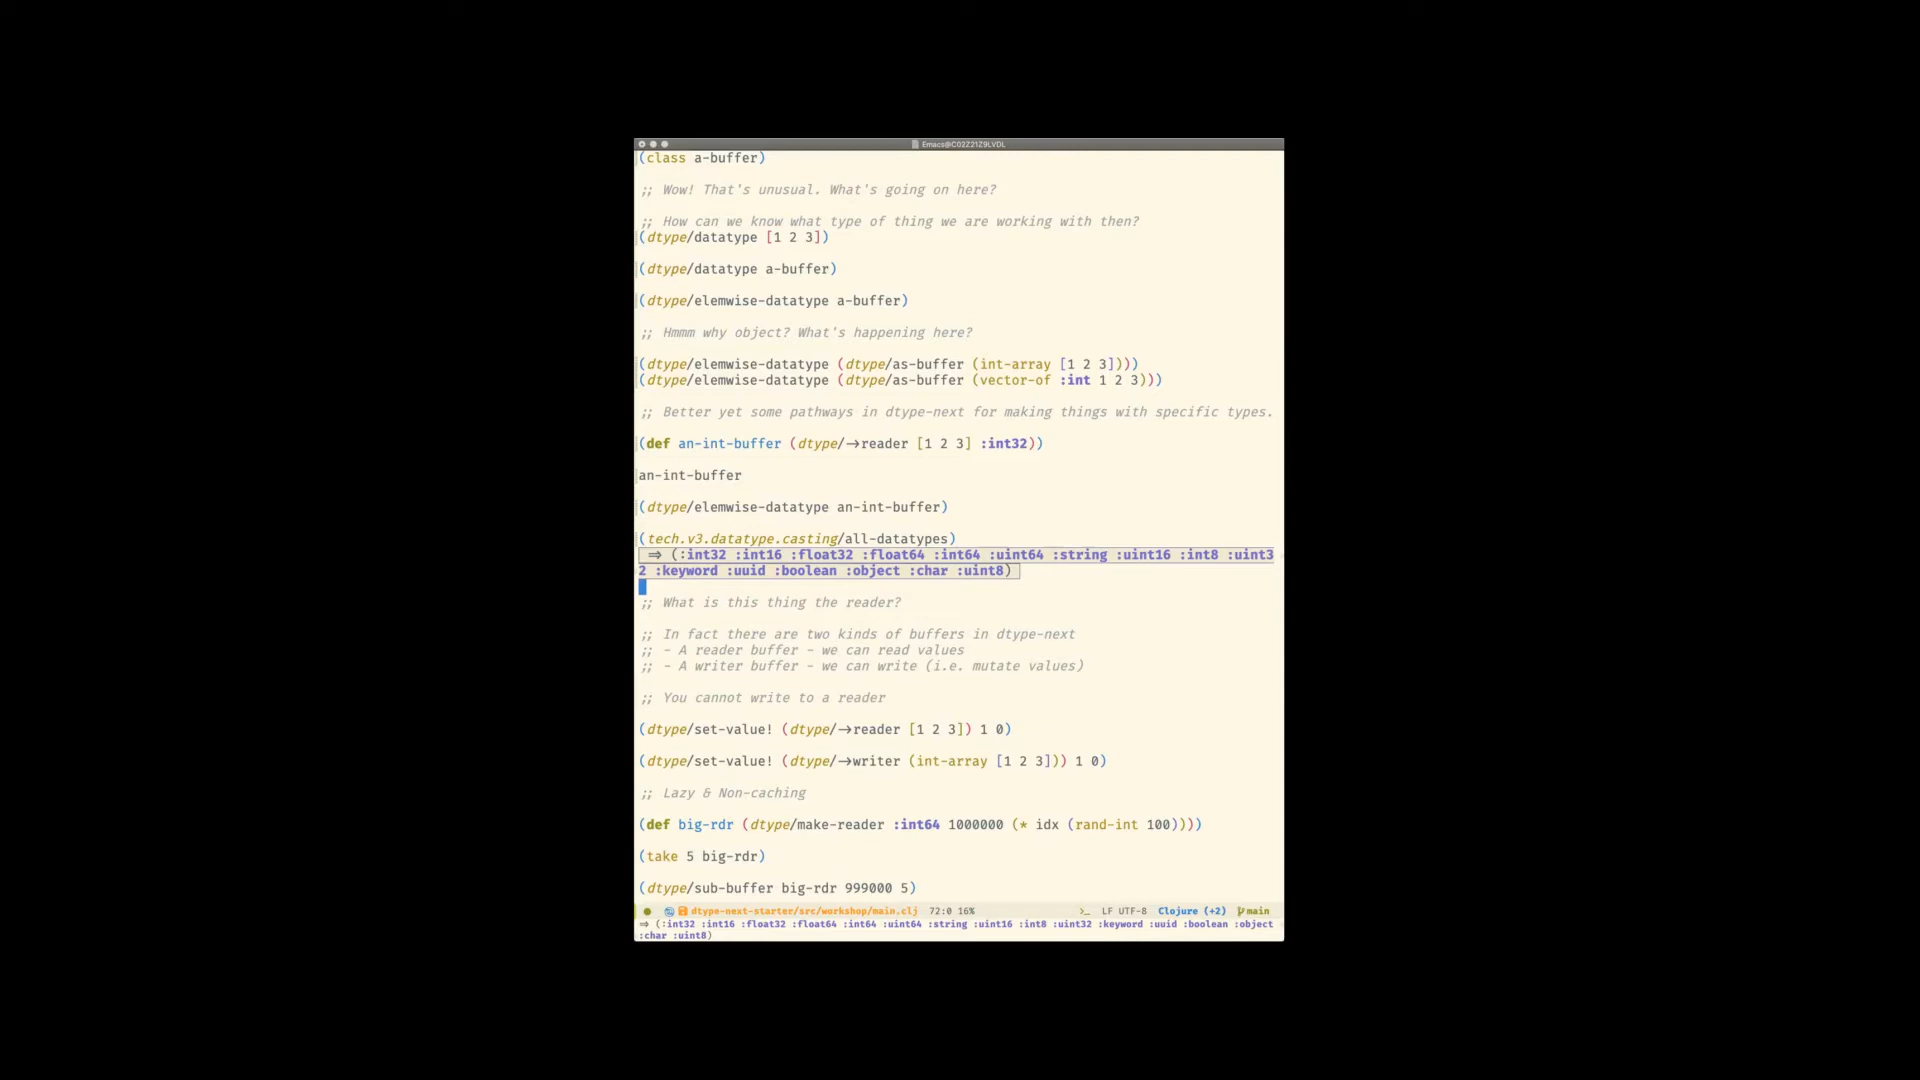 Emacs@C02Z21Z9LVDL
(class a-buffer)
;; Wow! That's unusual. What's going on here?
;; How can we know what type of thing we are working with then?
(dtype/datatype [1 2 3])
(dtype/datatype a-buffer)
(dtype/elemwise-datatype a-buffer)
;; Hmmm why object? What's happening here?
(dtype/elemwise-datatype (dtype/as-buffer (int-array [1 2 3])))
(dtype/elemwise-datatype (dtype/as-buffer (vector-of :int 1 2 3)))
;; Better yet some pathways in dtype-next for making things with specific types.
(def an-int-buffer (dtype/->reader [1 2 3] :int32))
an-int-buffer
(dtype/elemwise-datatype an-int-buffer)
(tech.v3.datatype.casting/all-datatypes)
=> (:int32 :int16 :float32 :float64 :int64 :uint64 :string :uint16 :int8 :uint3
2 :keyword :uuid :boolean :object :char :uint8)
;; What is this thing the reader?
;; In fact there are two kinds of buffers in dtype-next
;; - A reader buffer - we can read values
;; - A writer buffer - we can write (i.e. mutate values)
;; You cannot write to a reader
(dtype/set-value! (dtype/->reader [1 2 3]) 1 0)
(dtype/set-value! (dtype/->writer (int-array [1 2 3])) 1 0)
;; Lazy & Non-caching
(def big-rdr (dtype/make-reader :int64 1000000 (* idx (rand-int 100))))
(take 5 big-rdr)
(dtype/sub-buffer big-rdr 999000 5)
dtype-next-starter/src/workshop/main.clj 72:0 16% >_ LF UTF-8 Clojure (+2) main
=> (:int32 :int16 :float32 :float64 :int64 :uint64 :string :uint16 :int8 :uint32 :keyword :uuid :boolean :object
:char :uint8)